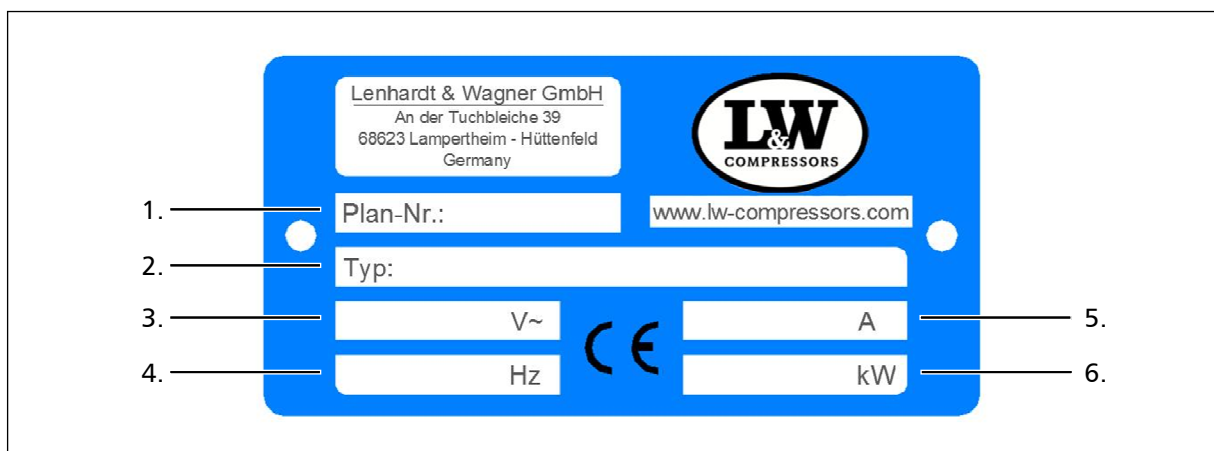 Lenhardt & Wagner GmbH
An der Tuchbleiche 39
68623 Lampertheim - Hüttenfeld
Germany
L&W
COMPRESSORS
1. Plan-Nr.: www.lw-compressors.com
2. Typ:
3. V~ CE A 5.
4. Hz kW 6.